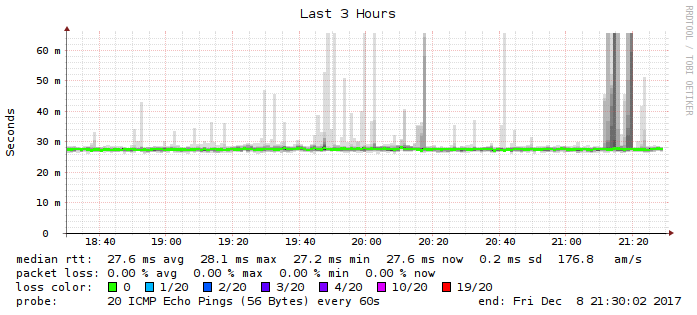 Last 3 Hours
RRDTOOL / TOBI OETIKER
Seconds
60 m
50 m
40 m
30 m
20 m
10 m
0
18:40 19:00 19:20 19:40 20:00 20:20 20:40 21:00 21:20
median rtt: 27.6 ms avg 28.1 ms max 27.2 ms min 27.6 ms now 0.2 ms sd 176.8 am/s
packet loss: 0.00 % avg 0.00 % max 0.00 % min 0.00 % now
loss color: 0 1/20 2/20 3/20 4/20 10/20 19/20
probe: 20 ICMP Echo Pings (56 Bytes) every 60s end: Fri Dec 8 21:30:02 2017